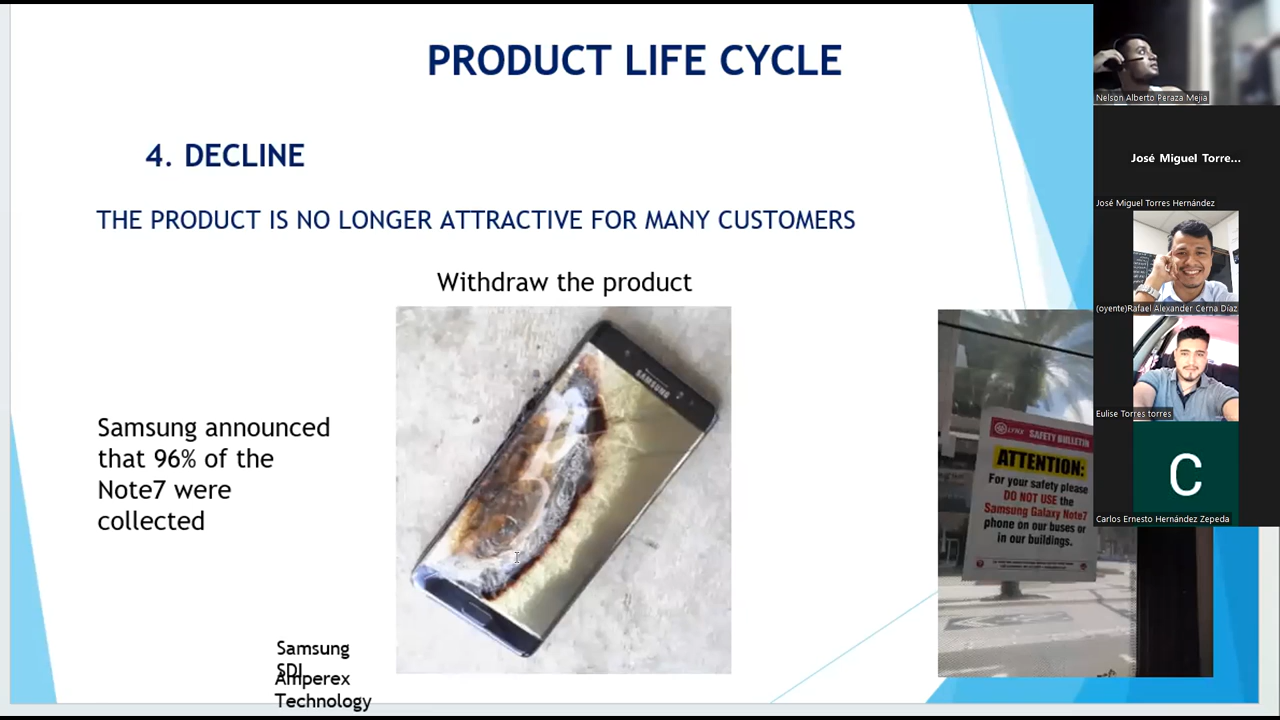 PRODUCT LIFE CYCLE
4. DECLINE
THE PRODUCT IS NO LONGER ATTRACTIVE FOR MANY CUSTOMERS
Withdraw the product
Samsung announced
that 96% of the
Note7 were
collected
SAMSUNG
Samsung
SDI
Amperex
Technology
LYNX SAFETY BULLETIN
ATTENTION:
For your safety please
DO NOT USE the
Samsung Galaxy Note7
phone on our buses or
in our buildings.
Nelson Alberto Peraza Mejia
José Miguel Torre...
José Miguel Torres Hernández
(oyente)Rafael Alexander Cerna Díaz
Eulise Torres torres
C
Carlos Ernesto Hernández Zepeda